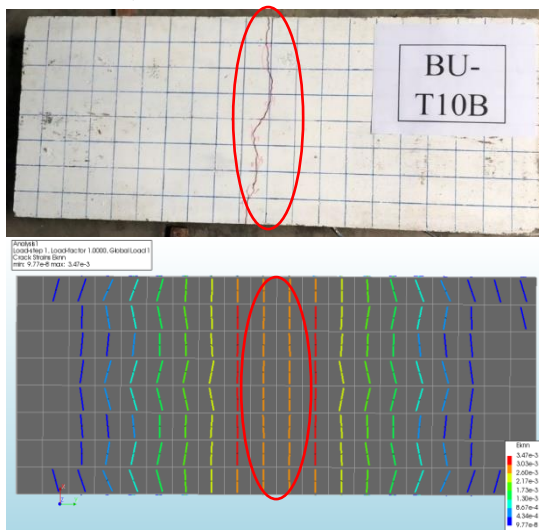 BU-
T10B
Analysis1
Load-step 1, Load-factor 1.0000, Global Load 1
Crack Strains Eknn
min: 9.77e-8 max: 3.47e-3
Eknn
3.47e-3
3.03e-3
2.60e-3
2.17e-3
1.73e-3
1.30e-3
8.67e-4
4.34e-4
9.77e-8